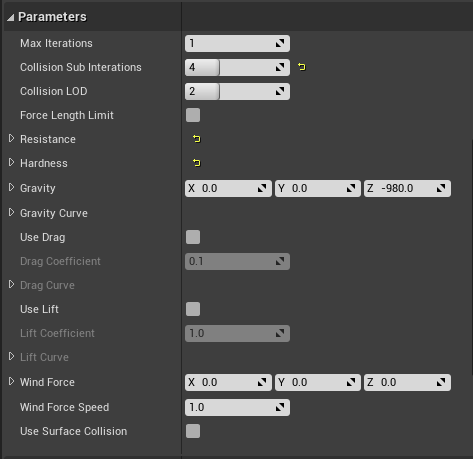 Parameters
Max Iterations 1
Collision Sub Interations 4
Collision LOD 2
Force Length Limit
Resistance
Hardness
Gravity X 0.0 Y 0.0 Z -980.0
Gravity Curve
Use Drag
Drag Coefficient 0.1
Drag Curve
Use Lift
Lift Coefficient 1.0
Lift Curve
Wind Force X 0.0 Y 0.0 Z 0.0
Wind Force Speed 1.0
Use Surface Collision